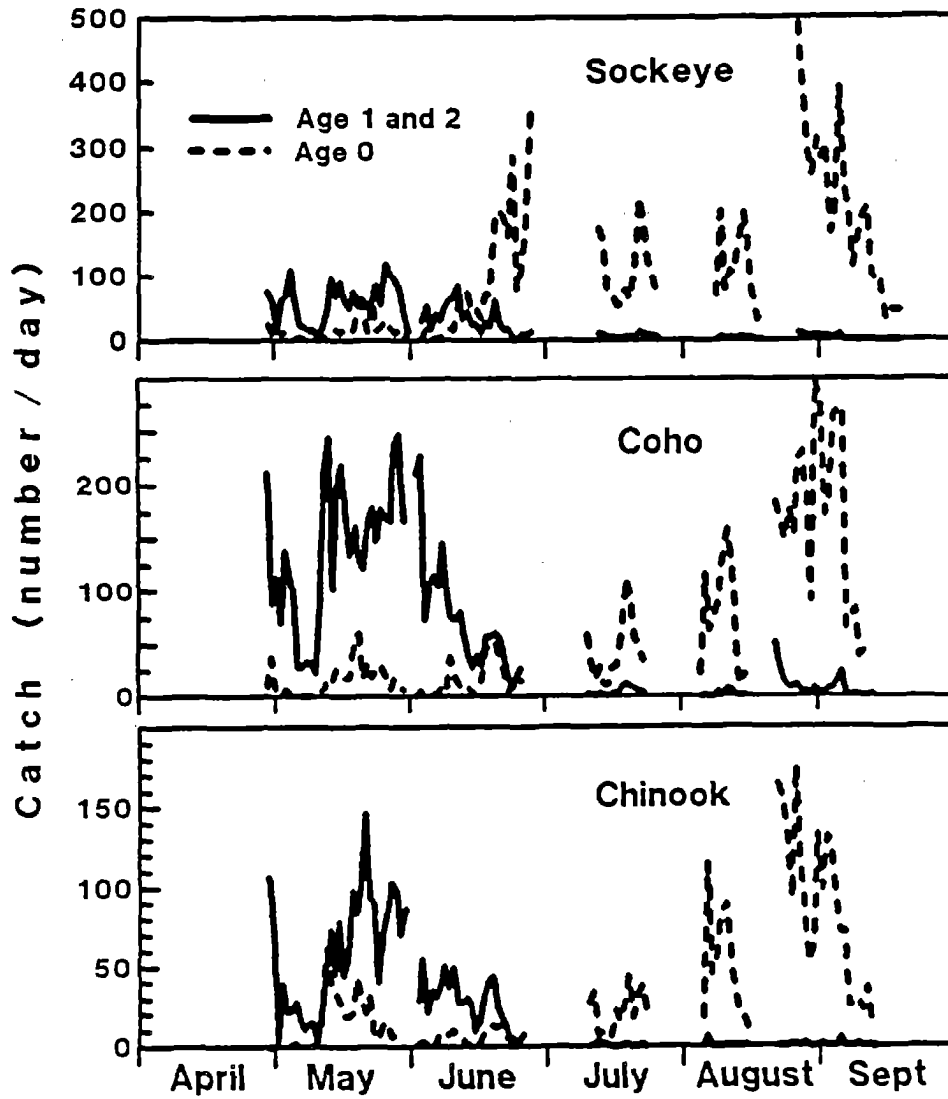 Catch (number/day)
500
400
300
200
100
0
Sockeye
Age 1 and 2
Age 0
200
100
0
Coho
150
100
50
0
Chinook
April May June July August Sept